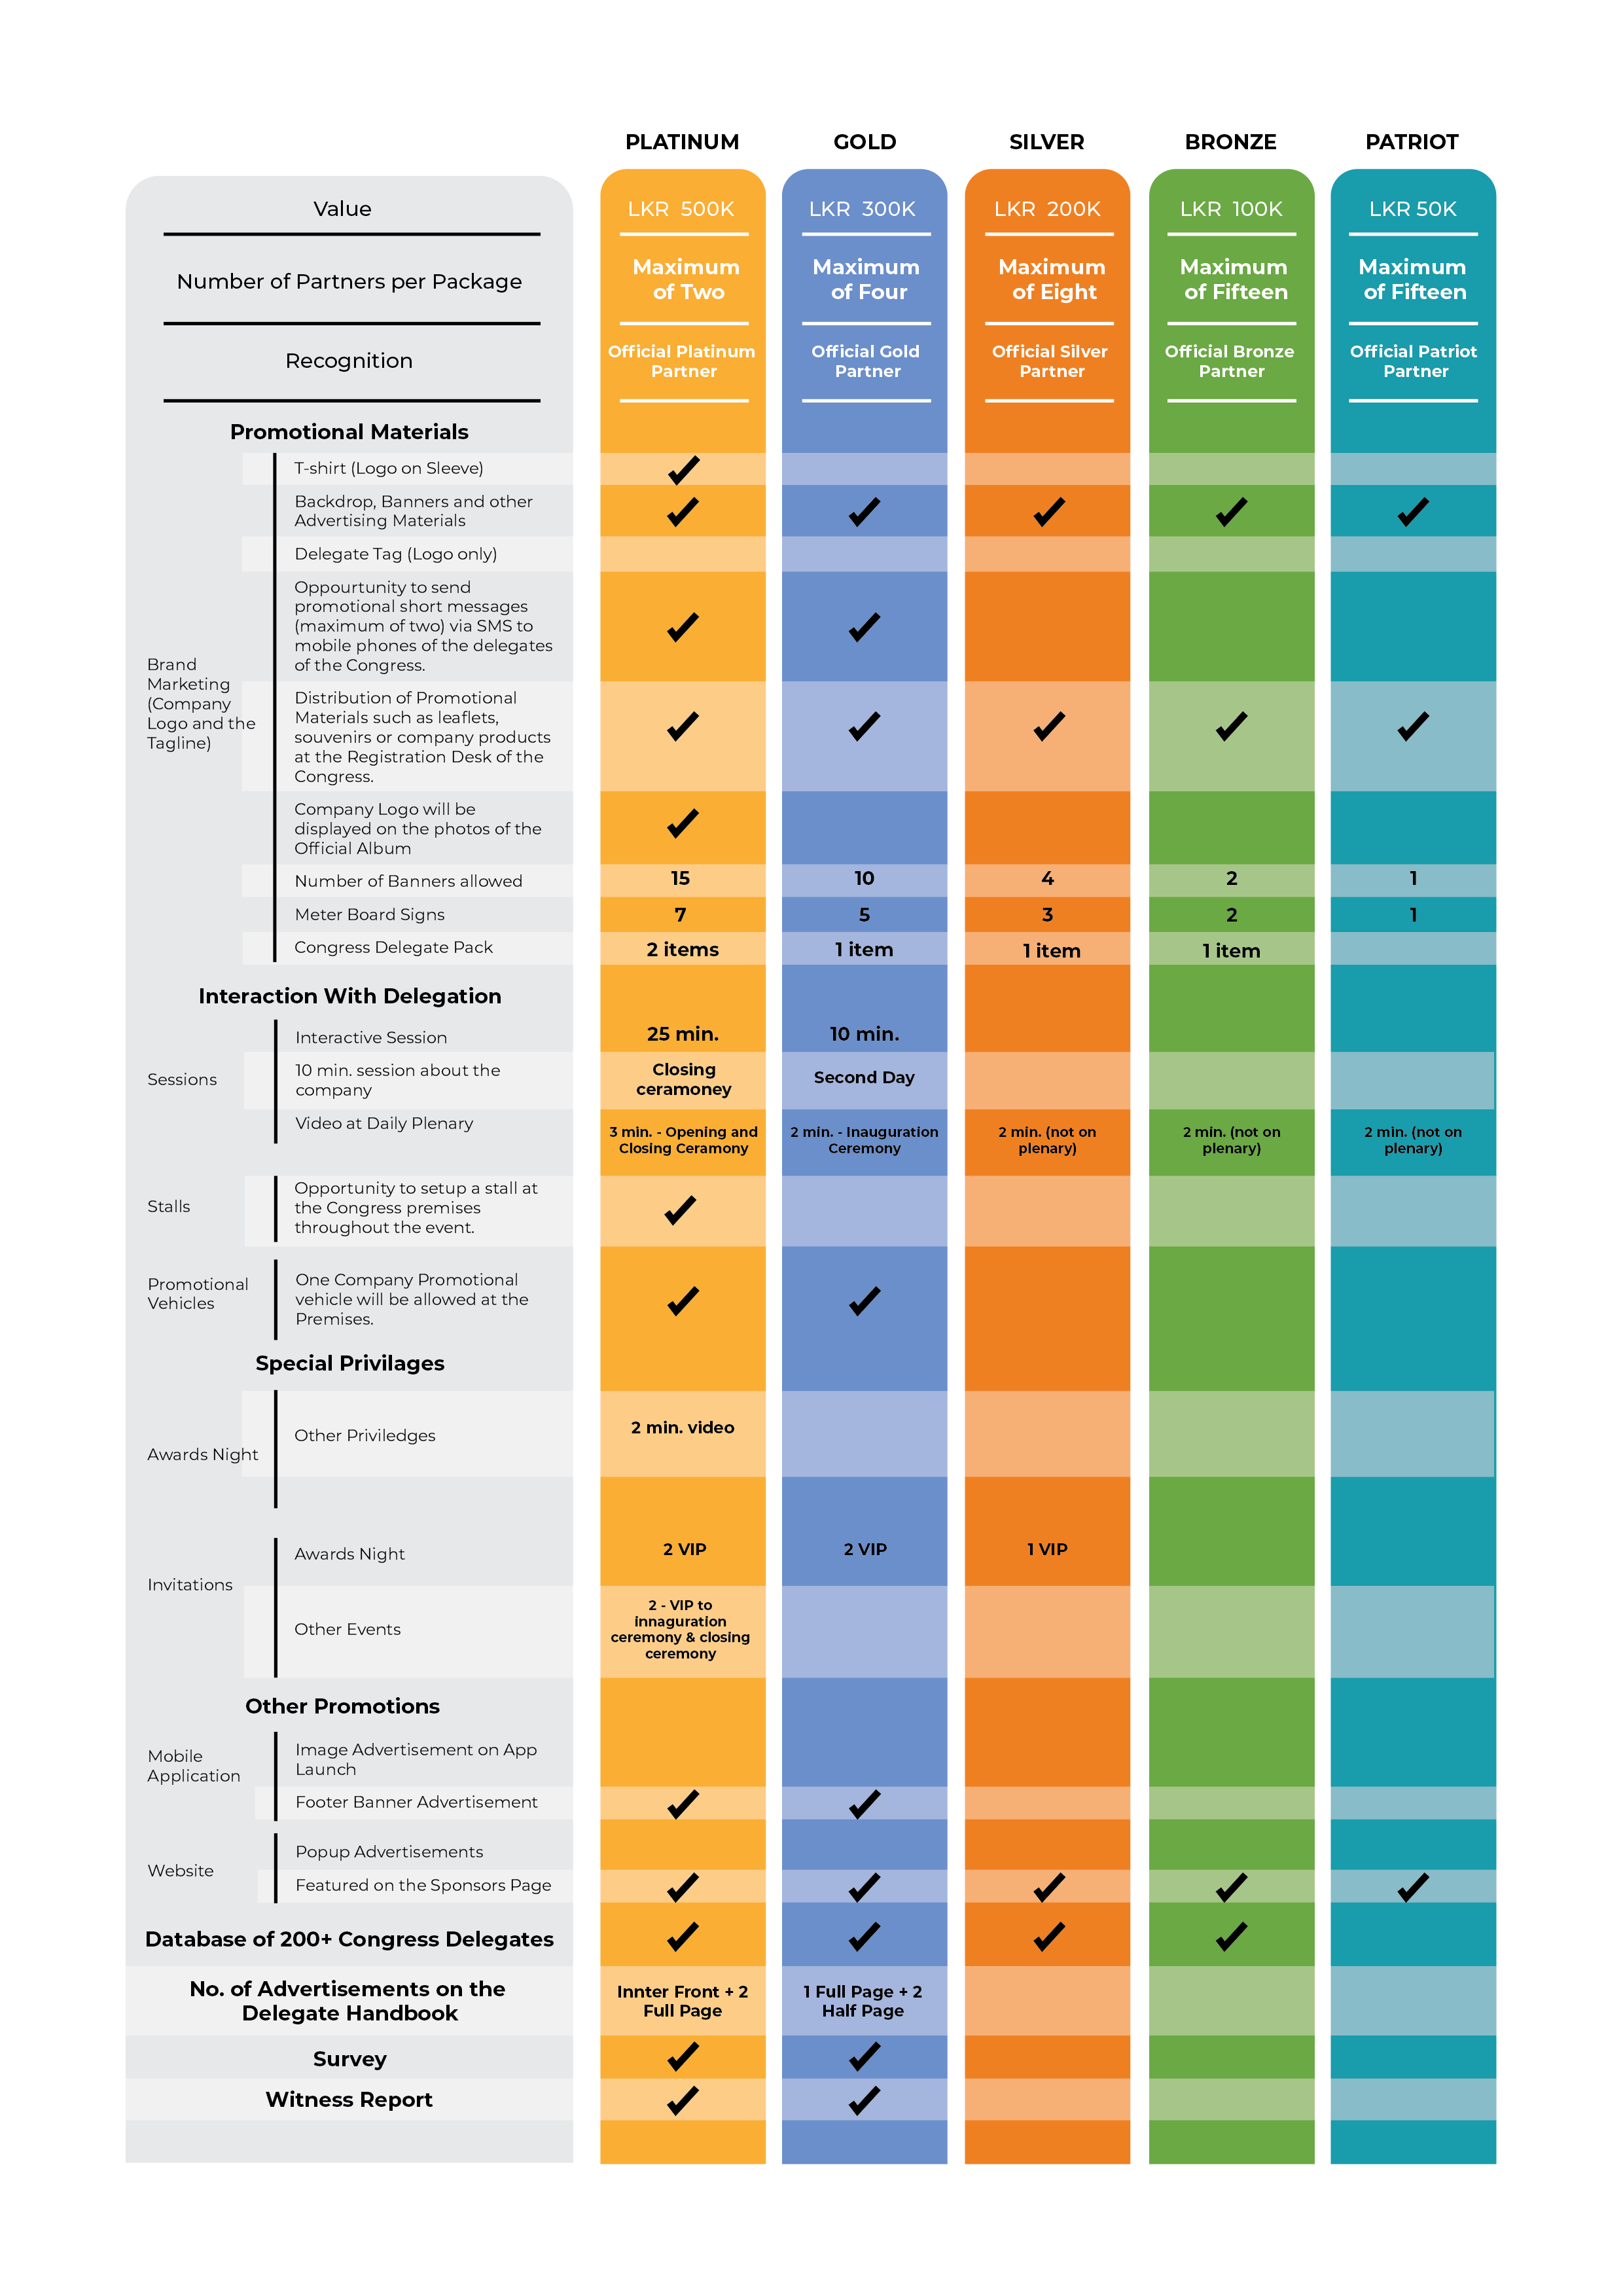 PLATINUM GOLD SILVER BRONZE PATRIOT
Value LKR 500K LKR 300K LKR 200K LKR 100K LKR 50K
Number of Partners per Package
Maximum Maximum Maximum Maximum Maximum
of Two of Four of Eight of Fifteen of Fifteen
Recognition
Official Platinum Official Gold Official Silver Official Bronze Official Patriot
Partner Partner Partner Partner Partner
Promotional Materials
Brand
Marketing
(Company
Logo and the
Tagline)
T-shirt (Logo on Sleeve) ✓
Backdrop, Banners and other
Advertising Materials ✓ ✓ ✓ ✓ ✓
Delegate Tag (Logo only)
Oppourtunity to send
promotional short messages
(maximum of two) via SMS to ✓ ✓
mobile phones of the delegates
of the Congress.
Distribution of Promotional
Materials such as leaflets, ✓ ✓ ✓ ✓ ✓
souvenirs or company products
at the Registration Desk of the
Congress.
Company Logo will be
displayed on the photos of the ✓
Official Album
Number of Banners allowed 15 10 4 2 1
Meter Board Signs 7 5 3 2 1
Congress Delegate Pack 2 items 1 item 1 item 1 item
Interaction With Delegation
Sessions
Interactive Session 25 min. 10 min.
10 min. session about the Closing Second Day
company ceramoney
Video at Daily Plenary
3 min. - Opening and 2 min. - Inauguration 2 min. (not on 2 min. (not on 2 min. (not on
Closing Ceramony Ceremony plenary) plenary) plenary)
Stalls
Opportunity to setup a stall at
the Congress premises ✓
throughout the event.
Promotional
Vehicles
One Company Promotional
vehicle will be allowed at the ✓ ✓
Premises.
Special Privilages
Awards Night
Other Priviledges 2 min. video
Invitations
Awards Night 2 VIP 2 VIP 1 VIP
Other Events
2 - VIP to
innaguration
ceremony & closing
ceremony
Other Promotions
Mobile
Application
Image Advertisement on App
Launch
Footer Banner Advertisement ✓ ✓
Website
Popup Advertisements
Featured on the Sponsors Page ✓ ✓ ✓ ✓ ✓
Database of 200+ Congress Delegates ✓ ✓ ✓ ✓
No. of Advertisements on the Innter Front + 2 1 Full Page + 2
Delegate Handbook Full Page Half Page
Survey ✓ ✓
Witness Report ✓ ✓